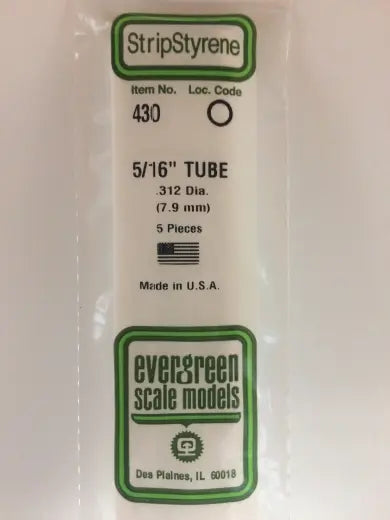 StripStyrene
Item No. Loc. Code
430
5/16" TUBE
.312 Dia.
(7.9 mm)
5 Pieces
Made in U.S.A.
evergreen
scale models
Des Plaines, IL 60018